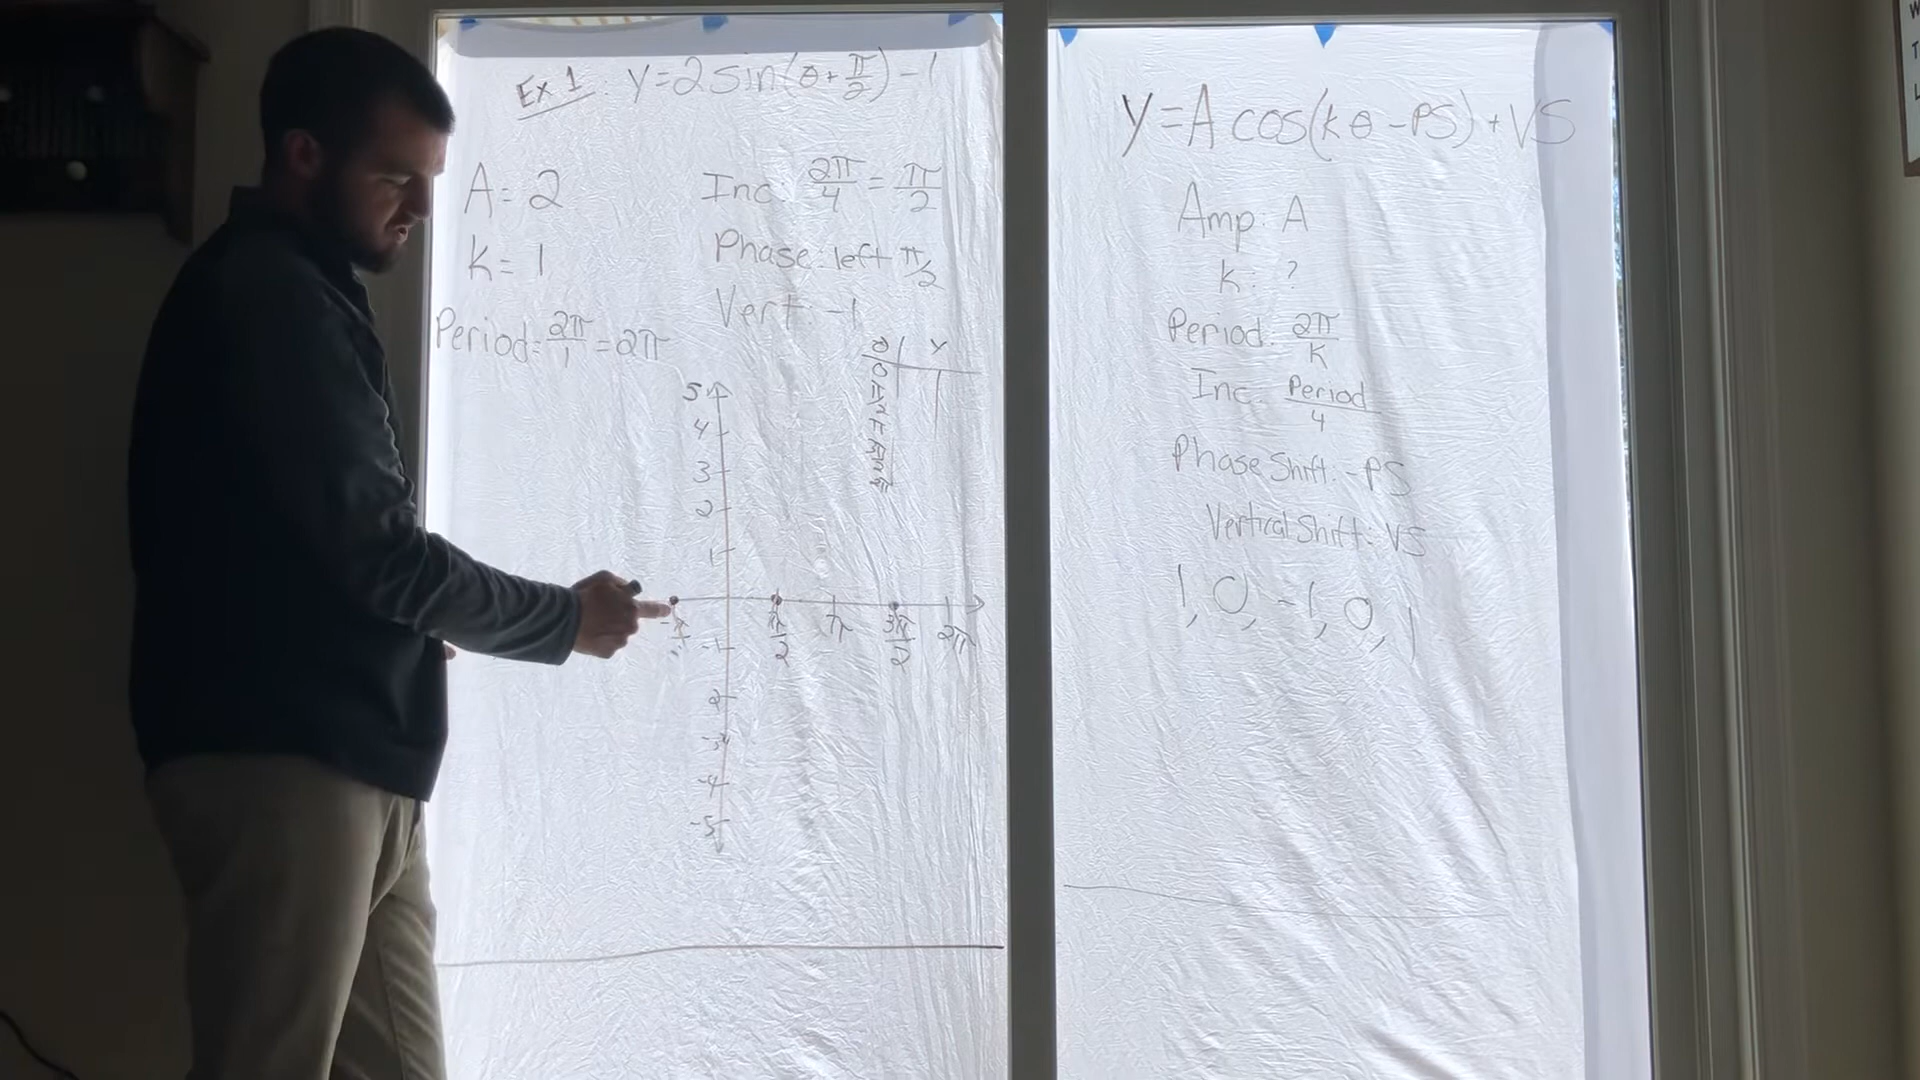 Ex 1: y=2sin(θ+π/2)-1
A=2
K=1
Period=2π/1=2π
Inc: 2π/4=π/2
Phase: left π/2
Vert: -1
θ y
0
5
4
3
2
1
-π/2 π/2 π 3π/2 2π
-1
-2
-3
-4
-5
y=A cos(kθ-PS)+VS
Amp: A
k: ?
Period: 2π/K
Inc: Period/4
Phase Shift: -PS
Vertical Shift: VS
1, 0, -1, 0, 1